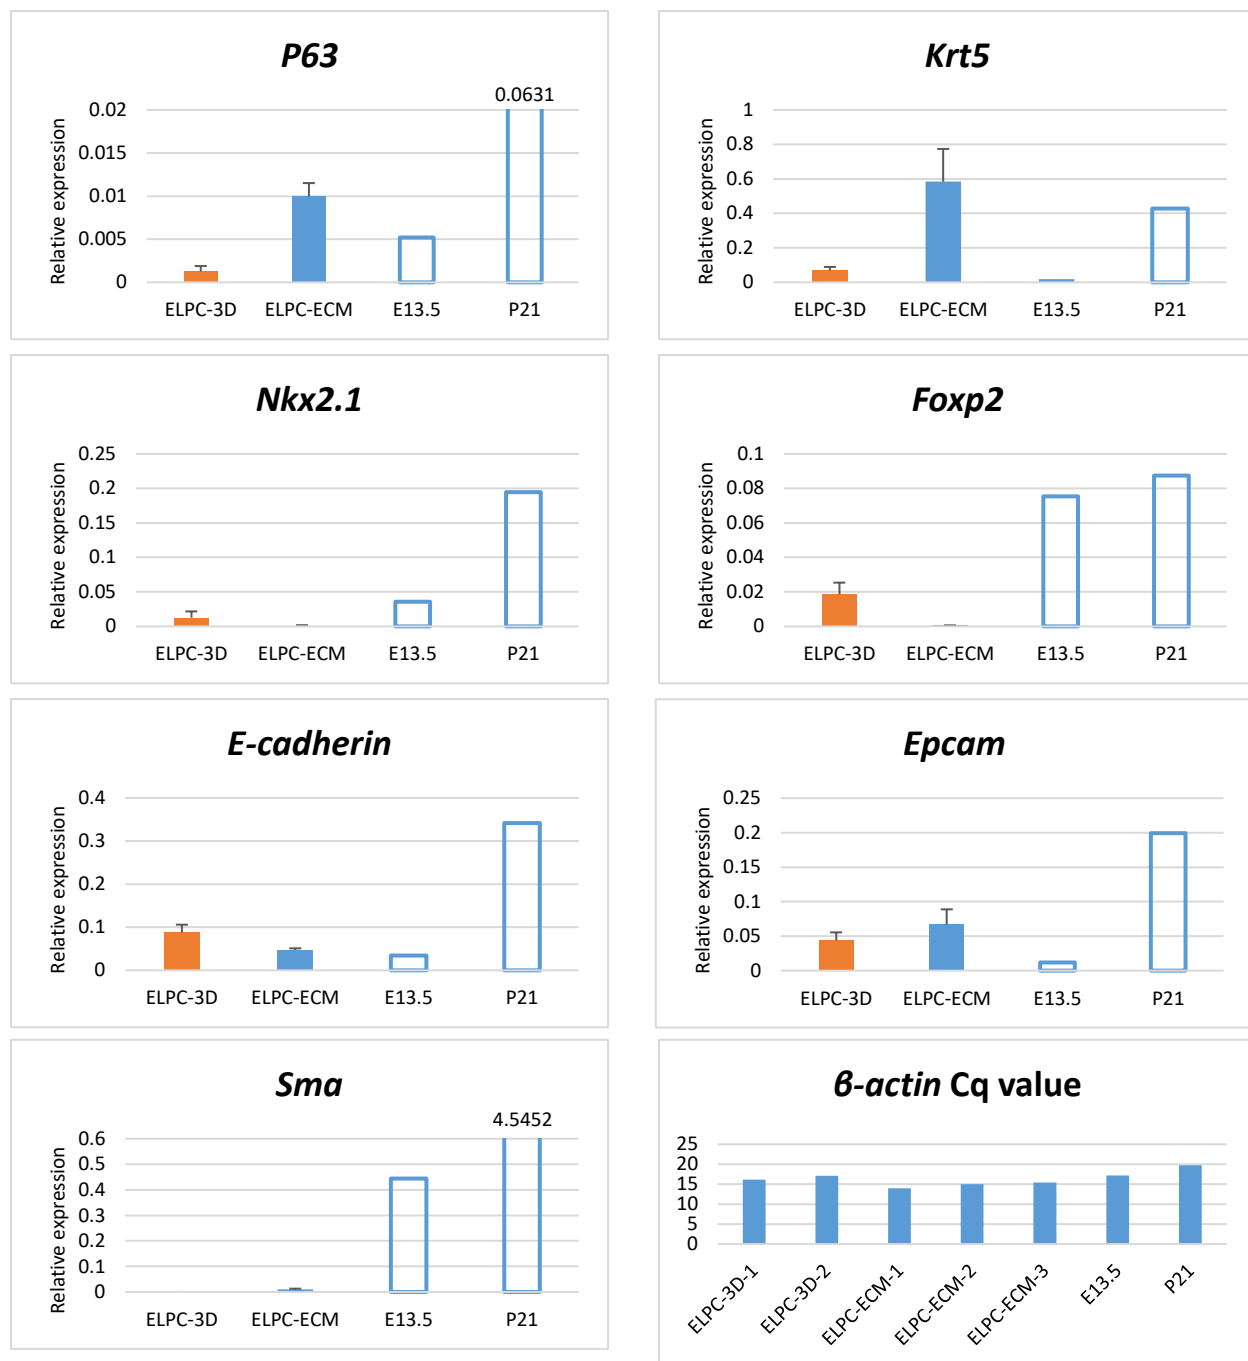 P63
0.0631
0.02
0.015
0.01
0.005
0
Relative expression
ELPC-3D ELPC-ECM E13.5 P21
Krt5
1
0.8
0.6
0.4
0.2
0
Relative expression
ELPC-3D ELPC-ECM E13.5 P21
Nkx2.1
0.25
0.2
0.15
0.1
0.05
0
Relative expression
ELPC-3D ELPC-ECM E13.5 P21
Foxp2
0.1
0.08
0.06
0.04
0.02
0
Relative expression
ELPC-3D ELPC-ECM E13.5 P21
E-cadherin
0.4
0.3
0.2
0.1
0
Relative expression
ELPC-3D ELPC-ECM E13.5 P21
Epcam
0.25
0.2
0.15
0.1
0.05
0
Relative expression
ELPC-3D ELPC-ECM E13.5 P21
Sma
4.5452
0.6
0.5
0.4
0.3
0.2
0.1
0
Relative expression
ELPC-3D ELPC-ECM E13.5 P21
β-actin Cq value
25
20
15
10
5
0
ELPC-3D-1
ELPC-3D-2
ELPC-ECM-1
ELPC-ECM-2
ELPC-ECM-3
E13.5
P21